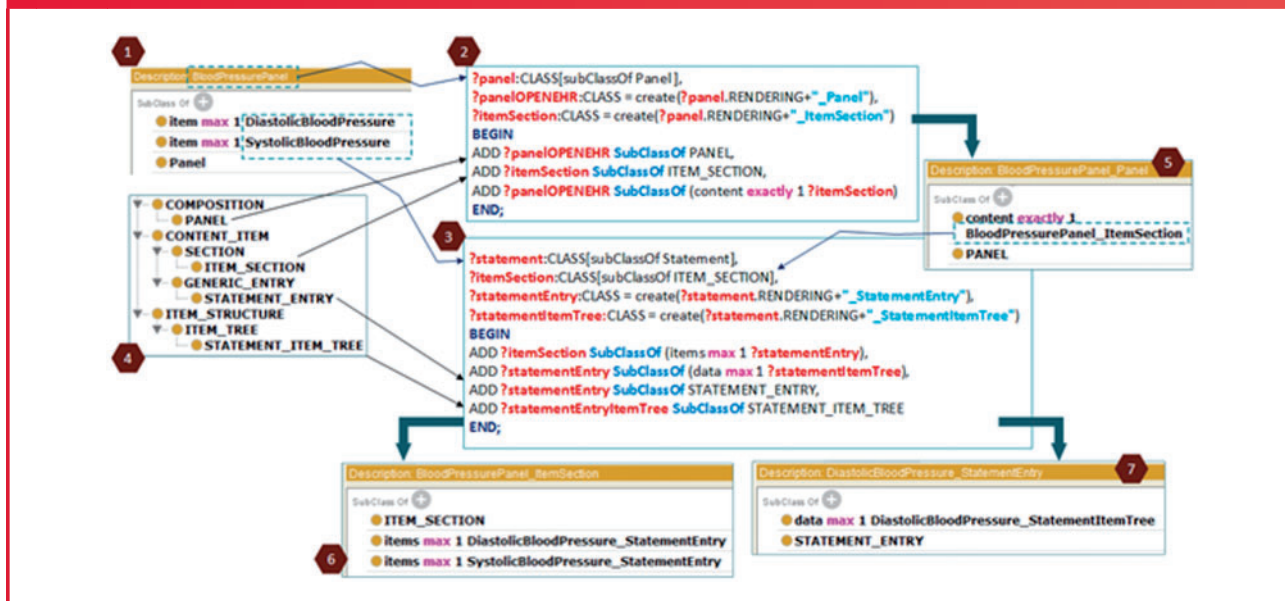 1
Description: BloodPressurePanel
SubClass Of
item max 1 DiastolicBloodPressure
item max 1 SystolicBloodPressure
Panel
2
?panel:CLASS[subClassOf Panel],
?panelOPENEHR:CLASS = create(?panel.RENDERING+"_Panel"),
?itemSection:CLASS = create(?panel.RENDERING+"_ItemSection")
BEGIN
ADD ?panelOPENEHR SubClassOf PANEL,
ADD ?itemSection SubClassOf ITEM_SECTION,
ADD ?panelOPENEHR SubClassOf (content exactly 1 ?itemSection)
END;
5
Description: BloodPressurePanel_Panel
SubClass Of
content exactly 1
BloodPressurePanel_ItemSection
PANEL
COMPOSITION
PANEL
CONTENT_ITEM
SECTION
ITEM_SECTION
GENERIC_ENTRY
STATEMENT_ENTRY
ITEM_STRUCTURE
ITEM_TREE
STATEMENT_ITEM_TREE
4
3
?statement:CLASS[subClassOf Statement],
?itemSection:CLASS[subClassOf ITEM_SECTION],
?statementEntry:CLASS = create(?statement.RENDERING+"_StatementEntry"),
?statementItemTree:CLASS = create(?statement.RENDERING+"_StatementItemTree")
BEGIN
ADD ?itemSection SubClassOf (items max 1 ?statementEntry),
ADD ?statementEntry SubClassOf (data max 1 ?statementItemTree),
ADD ?statementEntry SubClassOf STATEMENT_ENTRY,
ADD ?statementEntryItemTree SubClassOf STATEMENT_ITEM_TREE
END;
Description: BloodPressurePanel_ItemSection
SubClass Of
ITEM_SECTION
items max 1 DiastolicBloodPressure_StatementEntry
items max 1 SystolicBloodPressure_StatementEntry
6
Description: DiastolicBloodPressure_StatementEntry
7
SubClass Of
data max 1 DiastolicBloodPressure_StatementItemTree
STATEMENT_ENTRY